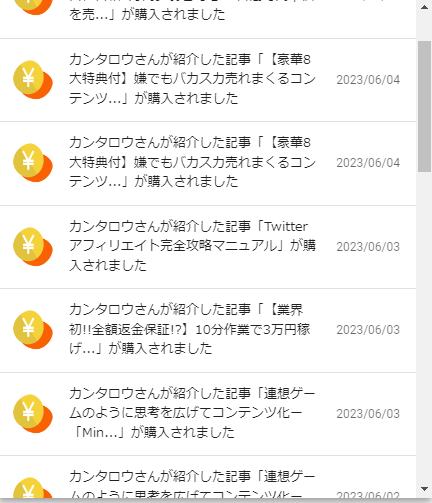 を売...」が購入されました
カンタロウさんが紹介した記事「【豪華8
大特典付】嫌でもバカスカ売れまくるコン
テンツ...」が購入されました
2023/06/04
カンタロウさんが紹介した記事「【豪華8
大特典付】嫌でもバカスカ売れまくるコン
テンツ...」が購入されました
2023/06/04
カンタロウさんが紹介した記事「Twitter
アフィリエイト完全攻略マニュアル」が購
入されました
2023/06/03
カンタロウさんが紹介した記事「【業界
初!!全額返金保証!?】10分作業で3万円稼
げ...」が購入されました
2023/06/03
カンタロウさんが紹介した記事「連想ゲー
ムのように思考を広げてコンテンツ化ー
「Min...」が購入されました
2023/06/03
カンタロウさんが紹介した記事「連想ゲー
ムのように思考を広げてコンテンツ化ー
2023/06/02